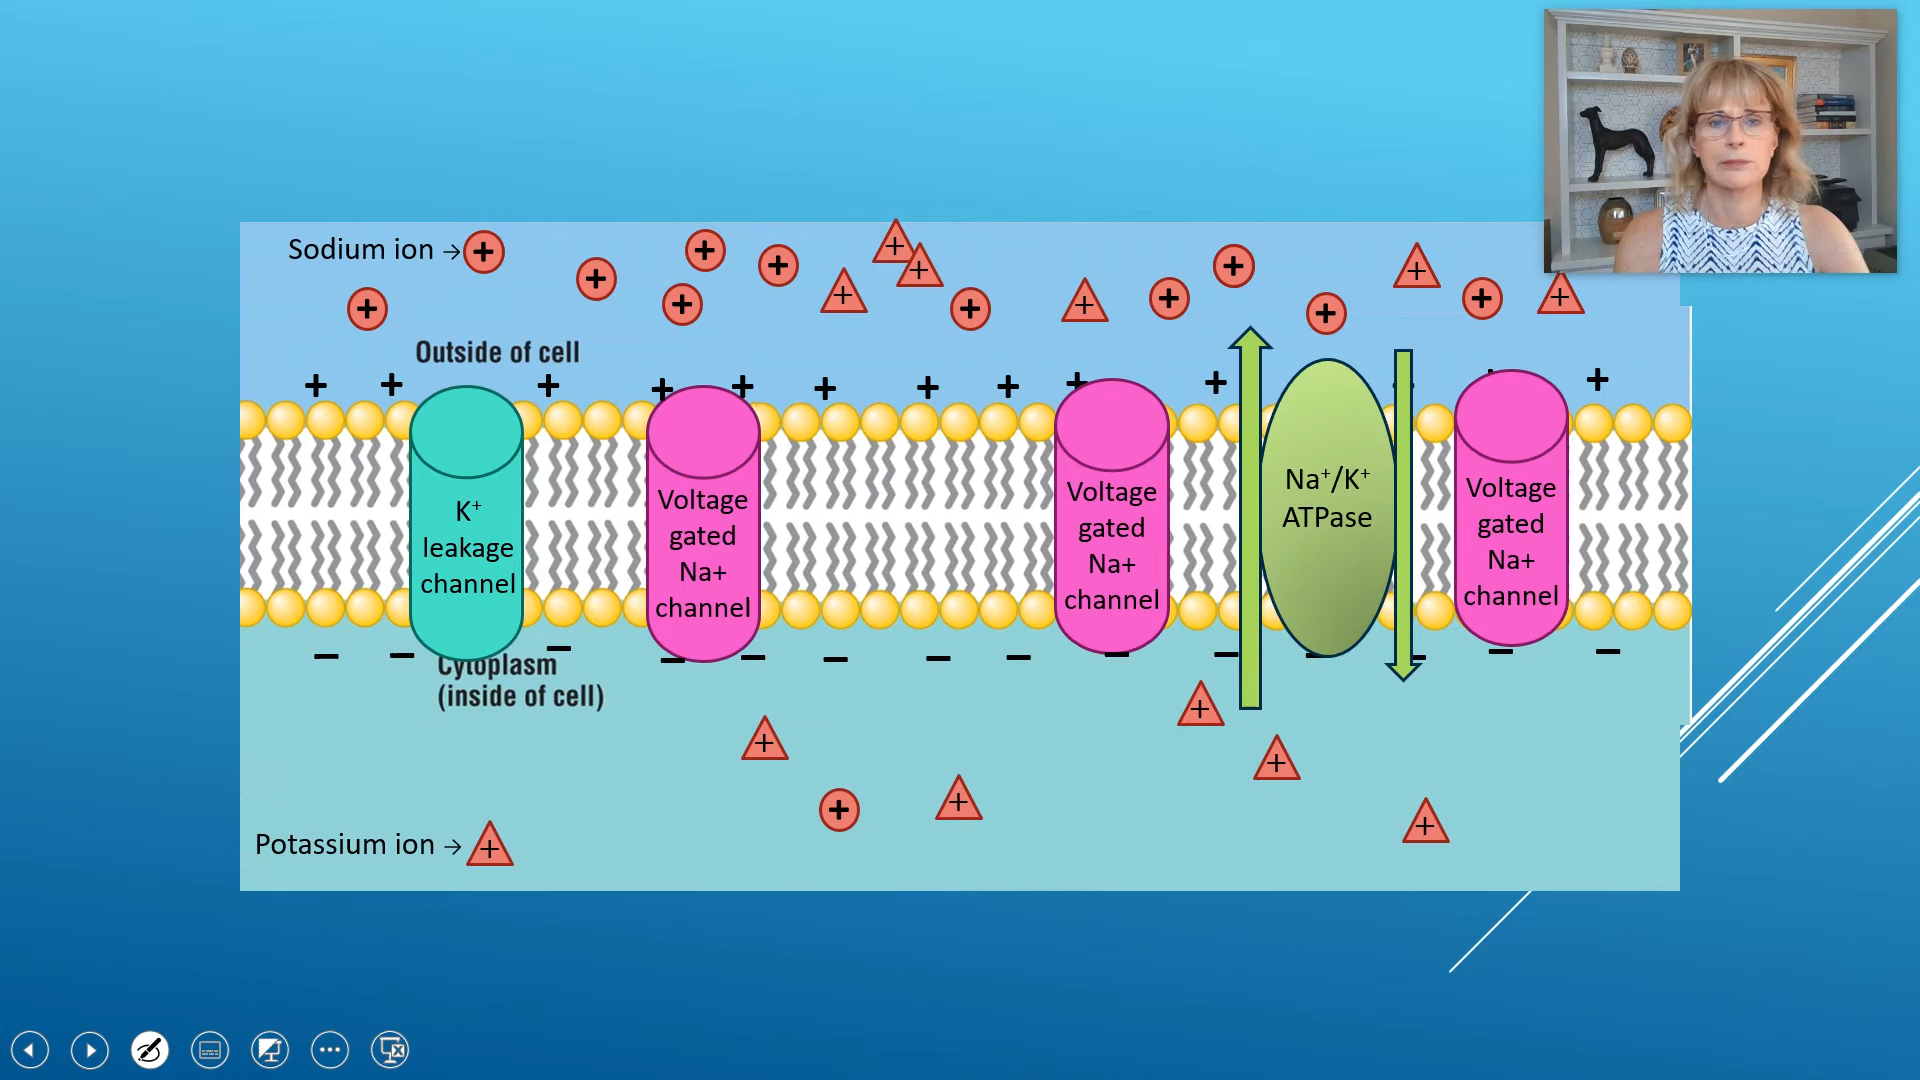 Sodium ion →
Outside of cell
K⁺
leakage
channel
Voltage
gated
Na+
channel
Voltage
gated
Na+
channel
Na⁺/K⁺
ATPase
Voltage
gated
Na+
channel
Cytoplasm
(inside of cell)
Potassium ion →